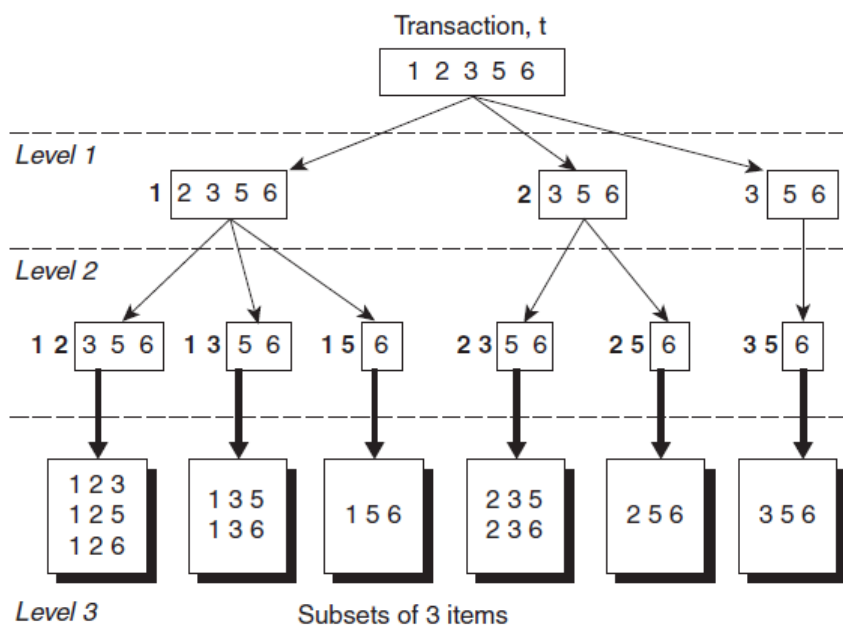 Transaction, t
1 2 3 5 6
Level 1
1 2 3 5 6
2 3 5 6
3 5 6
Level 2
1 2 3 5 6
1 3 5 6
1 5 6
2 3 5 6
2 5 6
3 5 6
1 2 3
1 2 5
1 2 6
1 3 5
1 3 6
1 5 6
2 3 5
2 3 6
2 5 6
3 5 6
Level 3
Subsets of 3 items